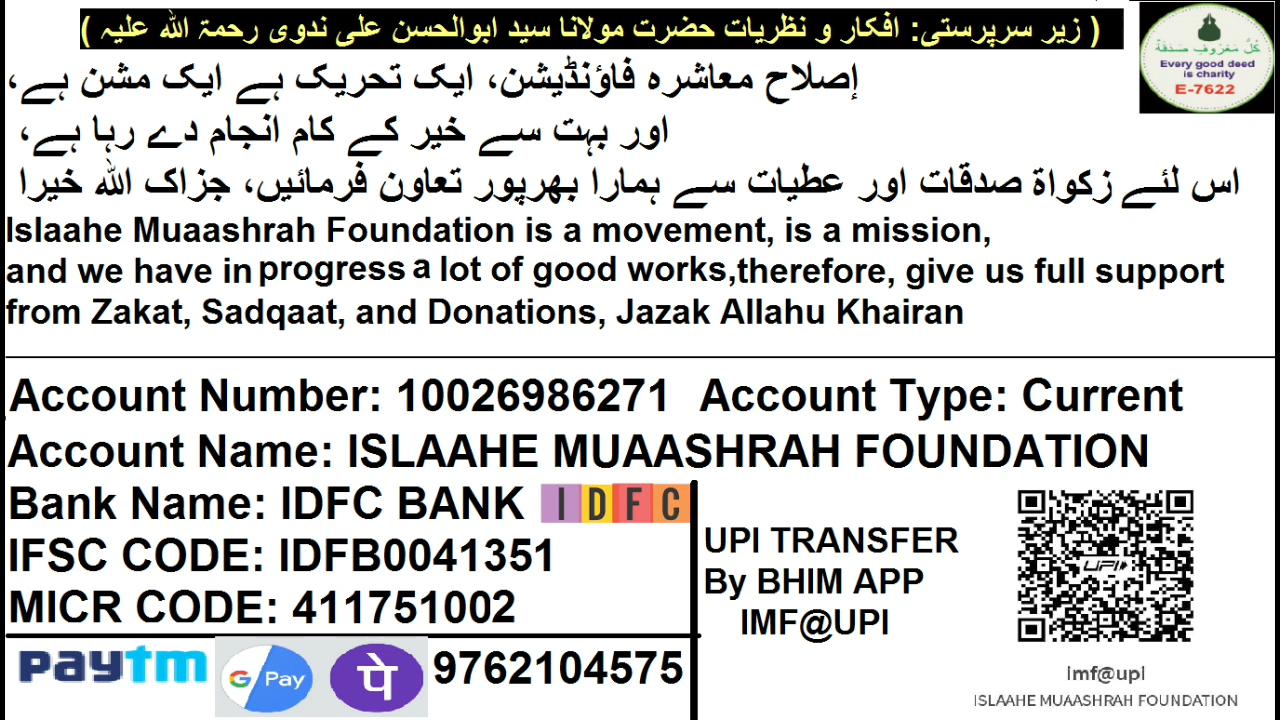 ( زیر سرپرستی: افکار و نظریات حضرت مولانا سید ابوالحسن علی ندوی رحمۃ اللہ علیہ )
كُلُّ مَعْرُوفٍ صَدَقَةٌ
Every good deed
is charity
E-7622
إصلاح معاشرہ فاؤنڈیشن، ایک تحریک ہے ایک مشن ہے،
اور بہت سے خیر کے کام انجام دے رہا ہے،
اس لئے زکواۃ صدقات اور عطیات سے ہمارا بھرپور تعاون فرمائیں، جزاک اللہ خیرا
Islaahe Muaashrah Foundation is a movement, is a mission,
and we have in progress a lot of good works,therefore, give us full support
from Zakat, Sadqaat, and Donations, Jazak Allahu Khairan
Account Number: 10026986271 Account Type: Current
Account Name: ISLAAHE MUAASHRAH FOUNDATION
Bank Name: IDFC BANK IDFC
IFSC CODE: IDFB0041351
MICR CODE: 411751002
UPI TRANSFER
By BHIM APP
IMF@UPI
UPI
imf@upi
ISLAAHE MUAASHRAH FOUNDATION
paytm G Pay पे 9762104575